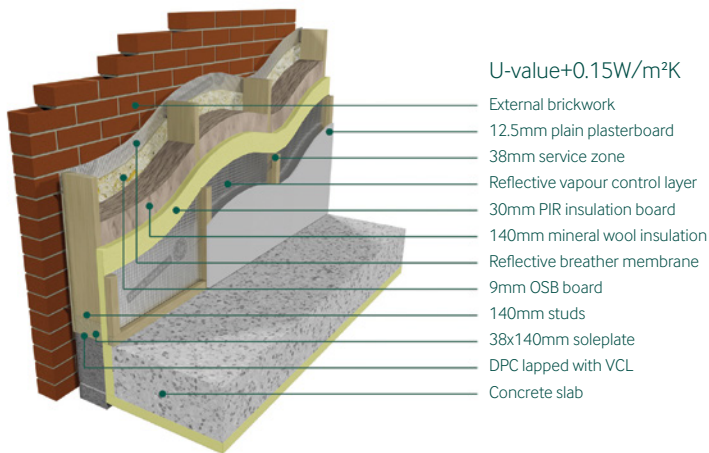 U-value+0.15W/m²K
External brickwork
12.5mm plain plasterboard
38mm service zone
Reflective vapour control layer
30mm PIR insulation board
140mm mineral wool insulation
Reflective breather membrane
9mm OSB board
140mm studs
38x140mm soleplate
DPC lapped with VCL
Concrete slab